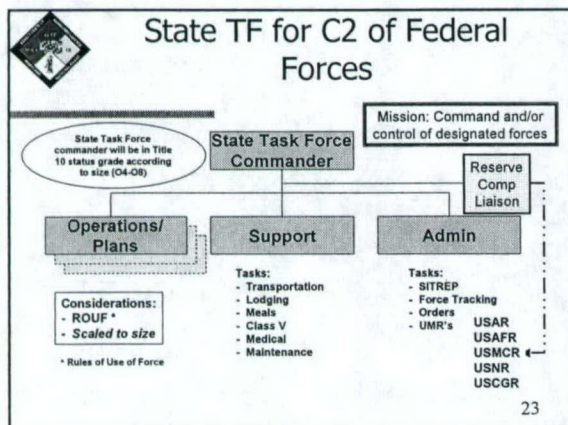 State TF for C2 of Federal
Forces
State Task Force
commander will be in Title
10 status grade according
to size (O4-O8)
State Task Force
Commander
Mission: Command and/or
control of designated forces
Reserve
Comp
Liaison
Operations/
Plans
Support
Admin
Considerations:
- ROUF *
- Scaled to size
* Rules of Use of Force
Tasks:
- Transportation
- Lodging
- Meals
- Class V
- Medical
- Maintenance
Tasks:
- SITREP
- Force Tracking
- Orders
- UMR's
USAR
USAFR
USMCR
USNR
USCGR
23